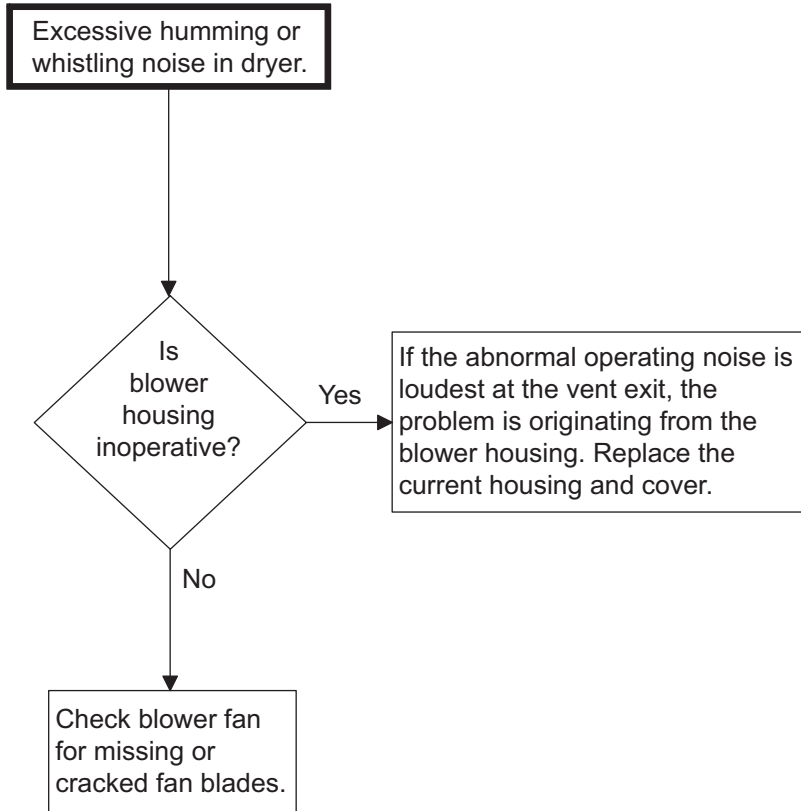 Excessive humming or
whistling noise in dryer.
Is
blower
housing
inoperative?
Yes
If the abnormal operating noise is
loudest at the vent exit, the
problem is originating from the
blower housing. Replace the
current housing and cover.
No
Check blower fan
for missing or
cracked fan blades.